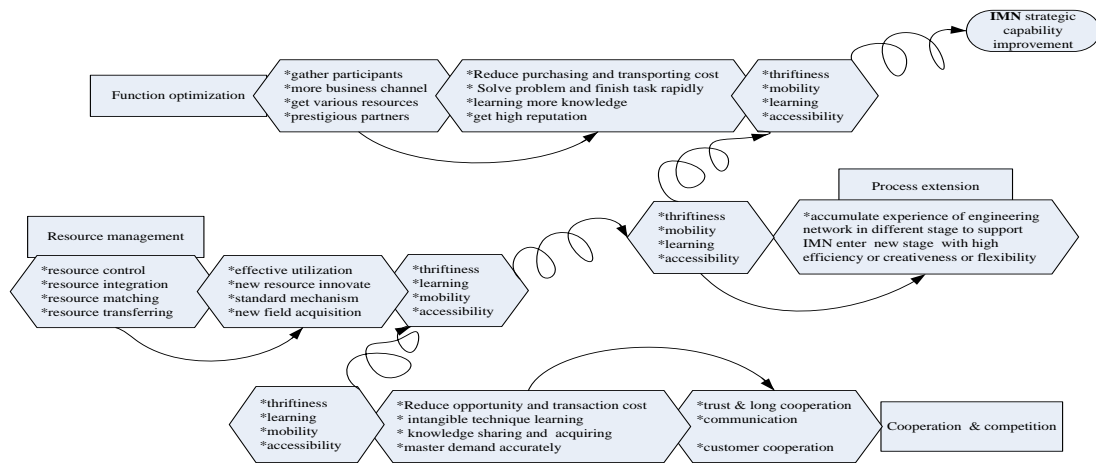 IMN strategic
capability
improvement
Function optimization
*gather participants
*more business channel
*get various resources
*prestigious partners
*Reduce purchasing and transporting cost
* Solve problem and finish task rapidly
*learning more knowledge
*get high reputation
*thriftiness
*mobility
*learning
*accessibility
Process extension
*thriftiness
*mobility
*learning
*accessibility
*accumulate experience of engineering
network in different stage to support
IMN enter  new stage  with high
efficiency or creativeness or flexibility
Resource management
*resource control
*resource integration
*resource matching
*resource transferring
*effective utilization
*new resource innovate
*standard mechanism
*new field acquisition
*thriftiness
*learning
*mobility
*accessibility
*thriftiness
*learning
*mobility
*accessibility
*Reduce opportunity and transaction cost
* intangible technique learning
* knowledge sharing and  acquiring
*master demand accurately
*trust & long cooperation
*communication
*customer cooperation
Cooperation  & competition